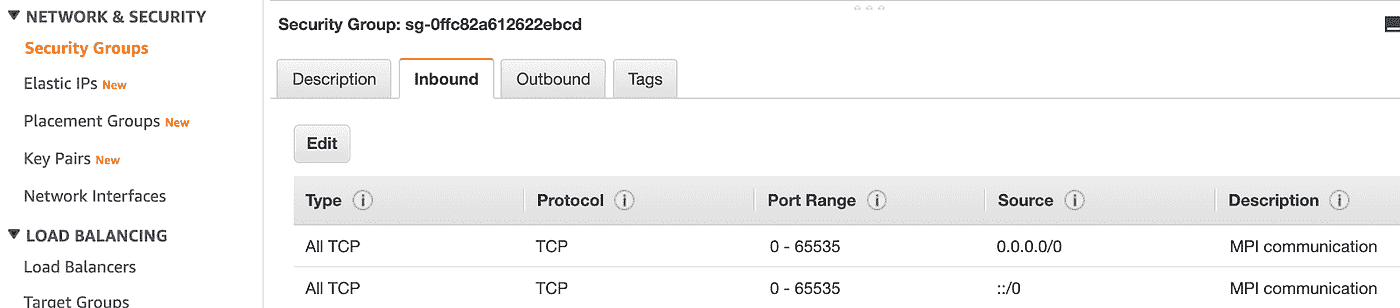 NETWORK & SECURITY
Security Groups
Elastic IPs New
Placement Groups New
Key Pairs New
Network Interfaces
LOAD BALANCING
Load Balancers
Target Groups
Security Group: sg-0ffc82a612622ebcd
Description Inbound Outbound Tags
Edit
Type Protocol Port Range Source Description
All TCP TCP 0 - 65535 0.0.0.0/0 MPI communication
All TCP TCP 0 - 65535 ::/0 MPI communication